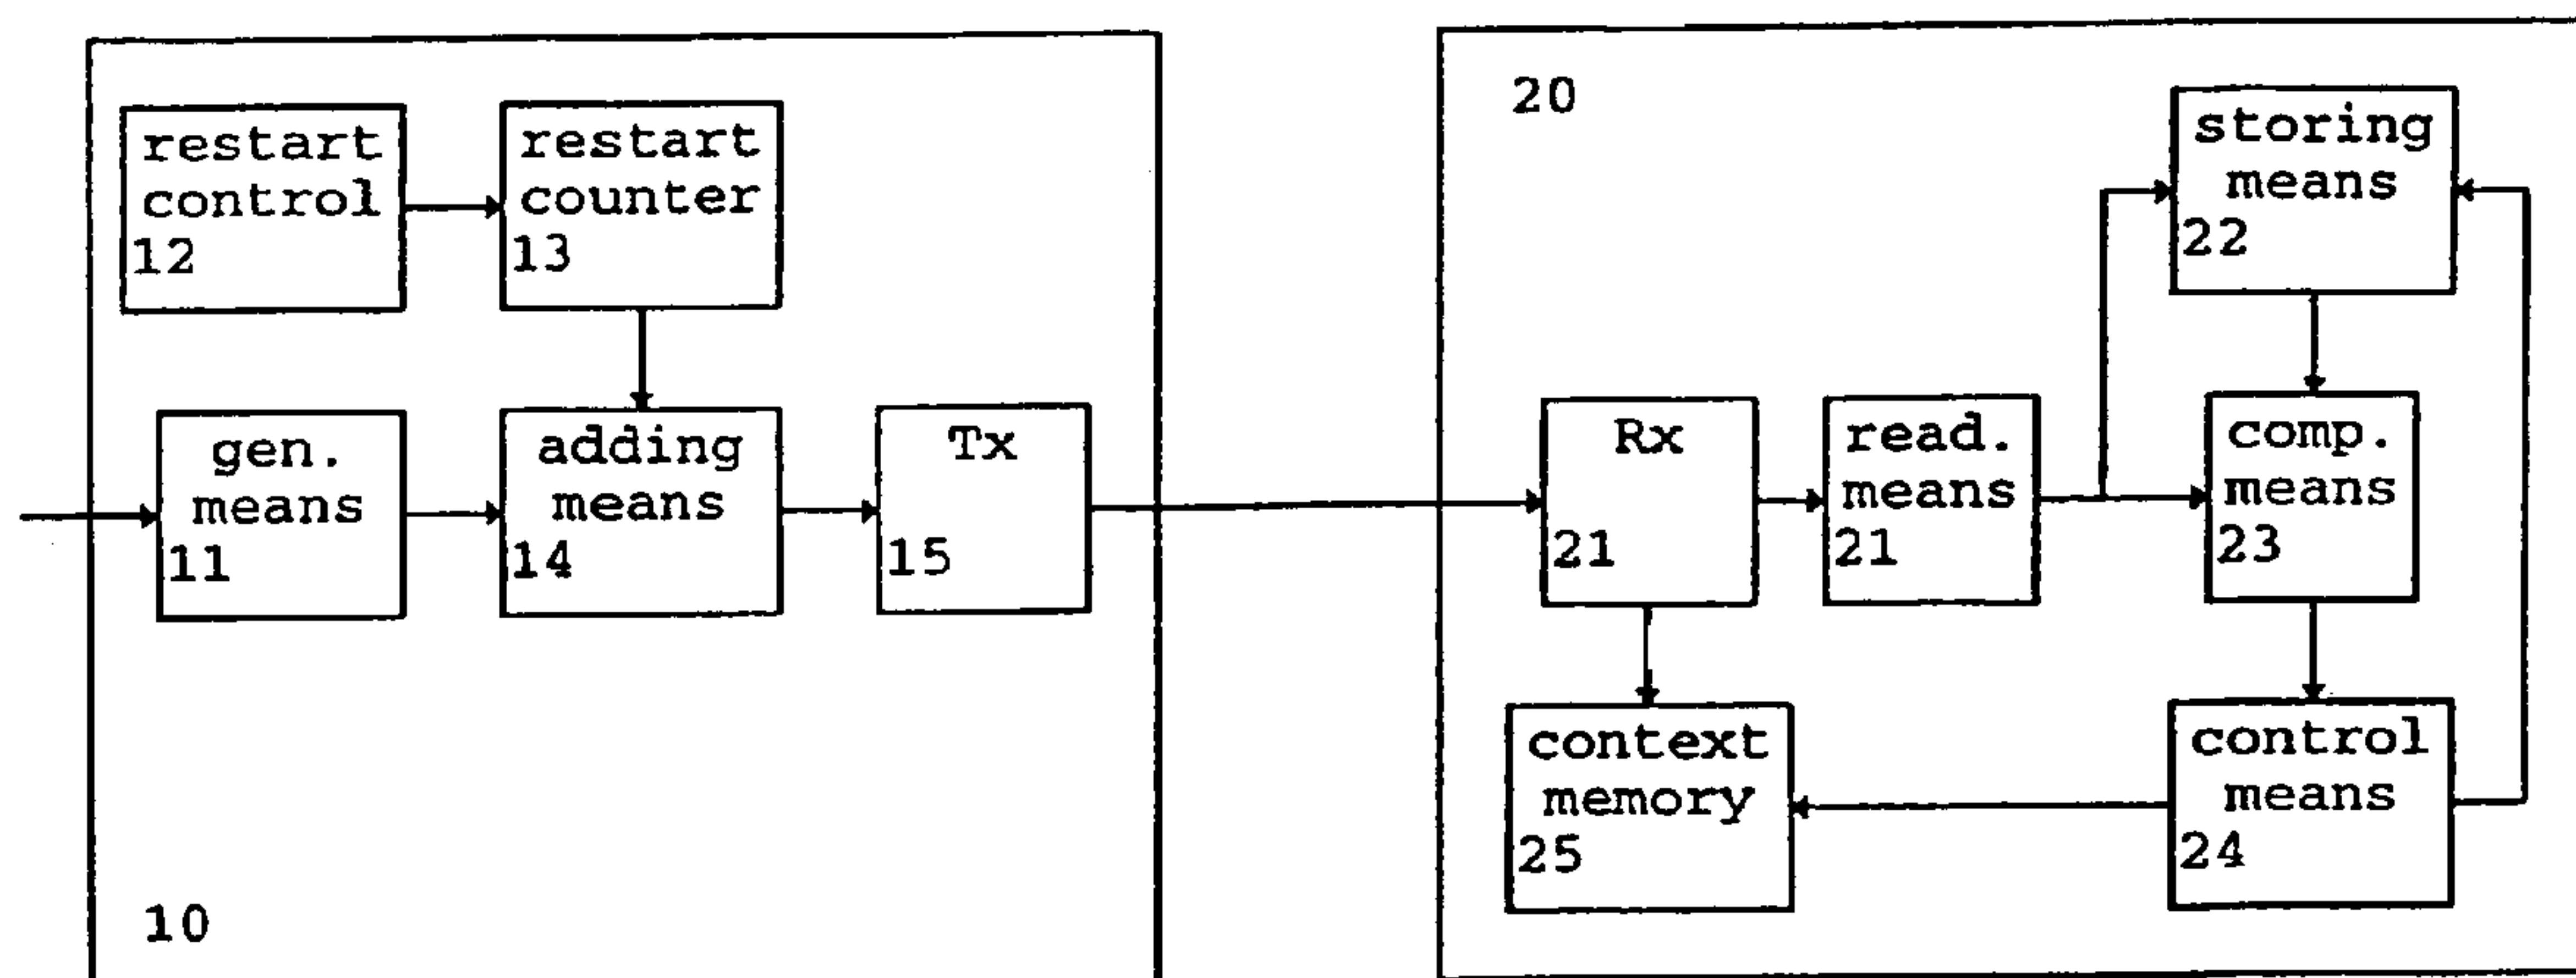 restart
control
12
restart
counter
13
gen.
means
11
adding
means
14
Tx
15
10
20
storing
means
22
Rx
21
read.
means
21
comp.
means
23
context
memory
25
control
means
24